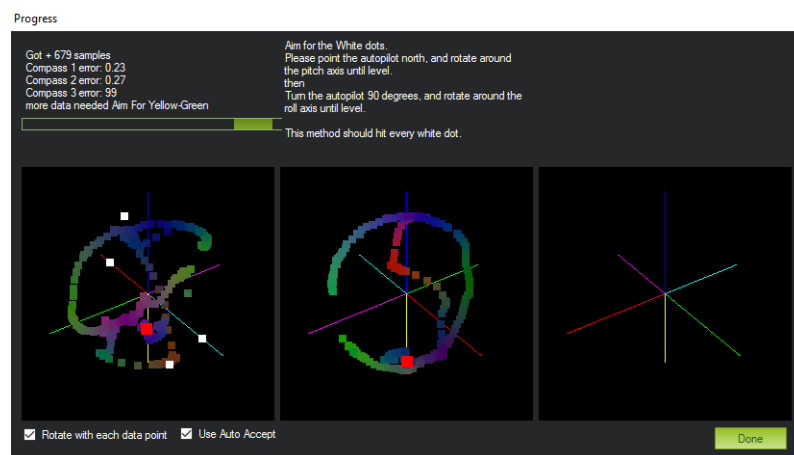 Progress
Got + 679 samples
Compass 1 error: 0.23
Compass 2 error: 0.27
Compass 3 error: 99
more data needed Aim For Yellow-Green
Aim for the White dots.
Please point the autopilot north, and rotate around
the pitch axis until level.
then
Turn the autopilot 90 degrees, and rotate around the
roll axis until level.
This method should hit every white dot.
Rotate with each data point
Use Auto Accept
Done